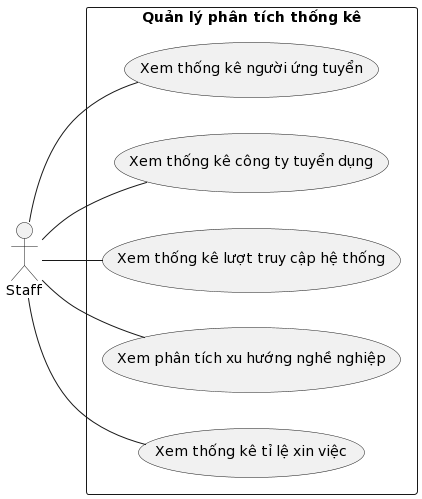 Quản lý phân tích thống kê
Xem thống kê người ứng tuyển
Xem thống kê công ty tuyển dụng
Xem thống kê lượt truy cập hệ thống
Staff
Xem phân tích xu hướng nghề nghiệp
Xem thống kê tỉ lệ xin việc